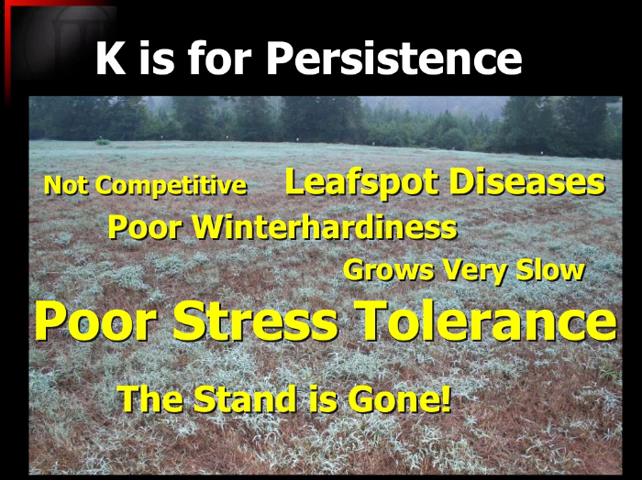 K is for Persistence
Not Competitive
Leafspot Diseases
Poor Winterhardiness
Grows Very Slow
Poor Stress Tolerance
The Stand is Gone!